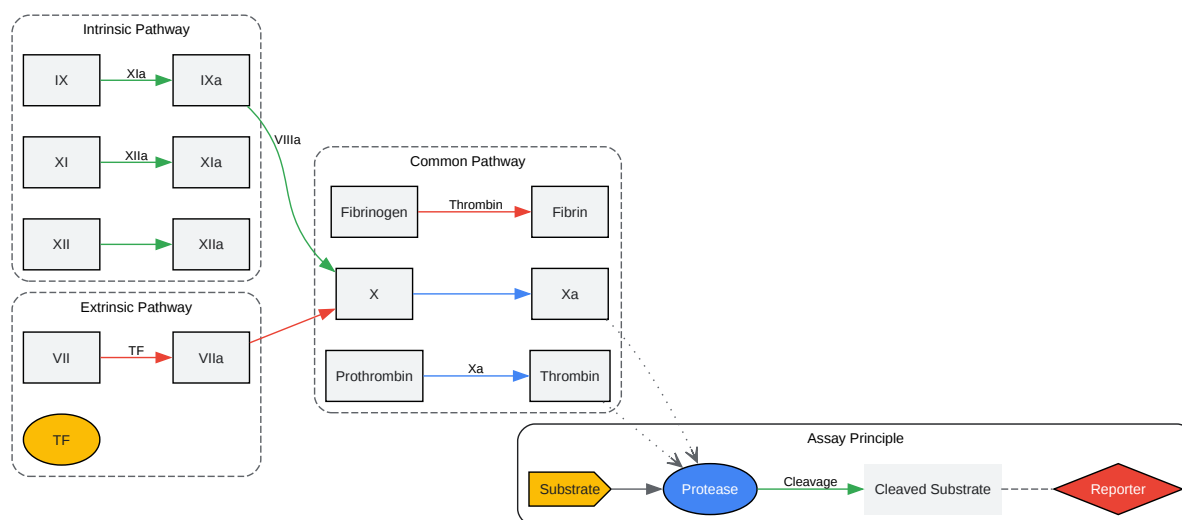 Intrinsic Pathway
IX
XIa
IXa
VIIIa
XI
XIIa
XIa
XII
XIIa
Extrinsic Pathway
VII
TF
VIIa
TF
Common Pathway
Fibrinogen
Thrombin
Fibrin
X
Xa
Prothrombin
Xa
Thrombin
Assay Principle
Substrate
Protease
Cleavage
Cleaved Substrate
Reporter